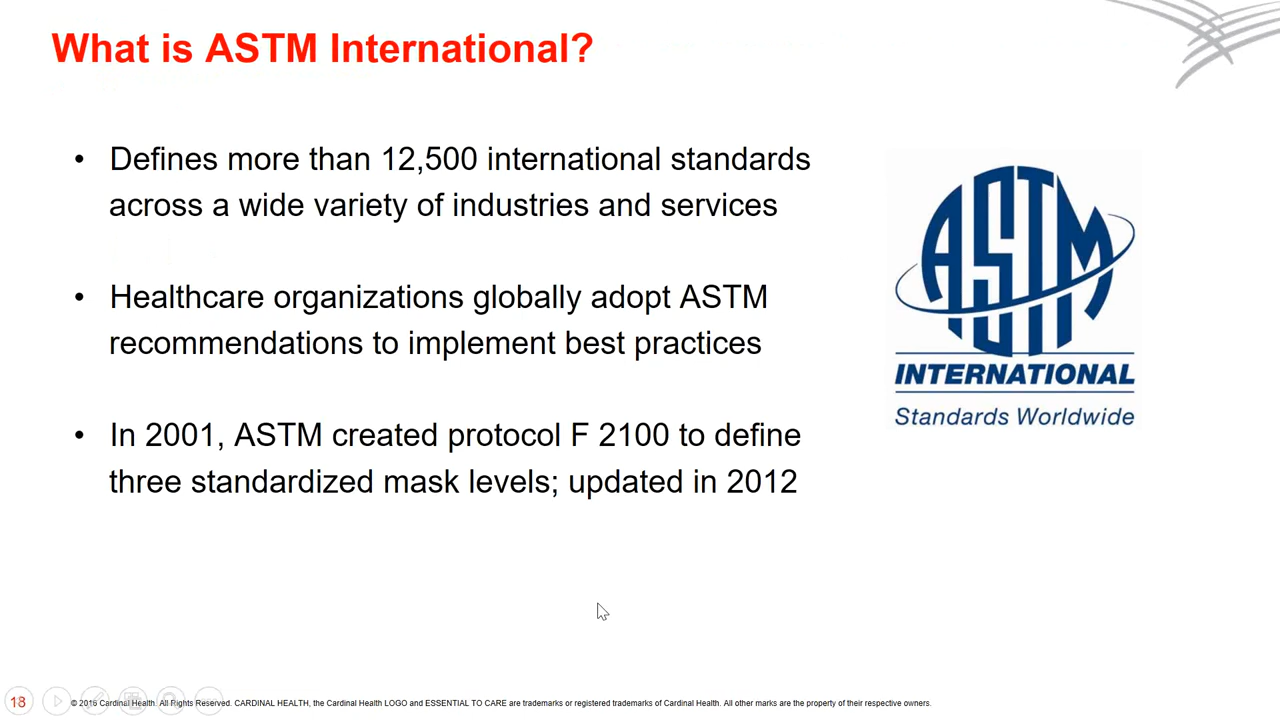 What is ASTM International?
• Defines more than 12,500 international standards
across a wide variety of industries and services
• Healthcare organizations globally adopt ASTM
recommendations to implement best practices
• In 2001, ASTM created protocol F 2100 to define
three standardized mask levels; updated in 2012
ASTM
INTERNATIONAL
Standards Worldwide
18
© 2016 Cardinal Health. All Rights Reserved. CARDINAL HEALTH, the Cardinal Health LOGO and ESSENTIAL TO CARE are trademarks or registered trademarks of Cardinal Health. All other marks are the property of their respective owners.